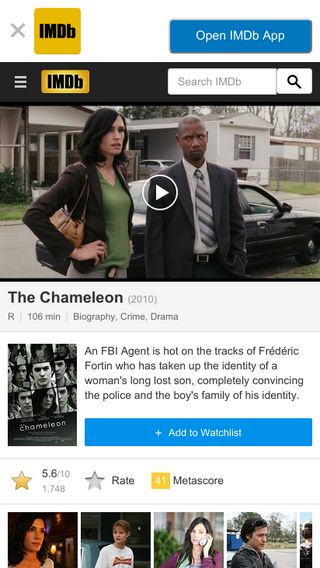 IMDb
Open IMDb App
IMDb
Search IMDb
The Chameleon (2010)
R | 106 min | Biography, Crime, Drama
An FBI Agent is hot on the tracks of Frédéric
Fortin who has taken up the identity of a
woman's long lost son, completely convincing
the police and the boy's family of his identity.
chameleon
+ Add to Watchlist
5.6/10
1,748
Rate
41 Metascore